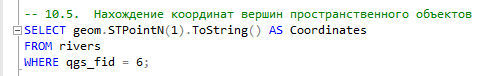 -- 10.5. Нахождение координат вершин пространственного объектов
SELECT geom.STPointN(1).ToString() AS Coordinates
FROM rivers
WHERE qgs_fid = 6;